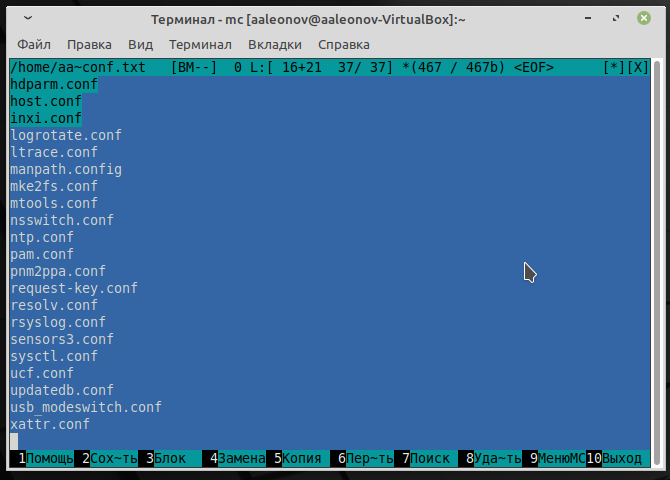 Терминал - mc [aaleonov@aaleonov-VirtualBox]:~
Файл Правка Вид Терминал Вкладки Справка
/home/aa~conf.txt [BM--] 0 L:[ 16+21 37/ 37] *(467 / 467b) <EOF> [*][X]
hdparm.conf
host.conf
inxi.conf
logrotate.conf
ltrace.conf
manpath.config
mke2fs.conf
mtools.conf
nsswitch.conf
ntp.conf
pam.conf
pnm2ppa.conf
request-key.conf
resolv.conf
rsyslog.conf
sensors3.conf
sysctl.conf
ucf.conf
updatedb.conf
usb_modeswitch.conf
xattr.conf
1Помощь 2Сох~ть 3Блок 4Замена 5Копия 6Пер~ть 7Поиск 8Уда~ть 9МенюMC 10Выход